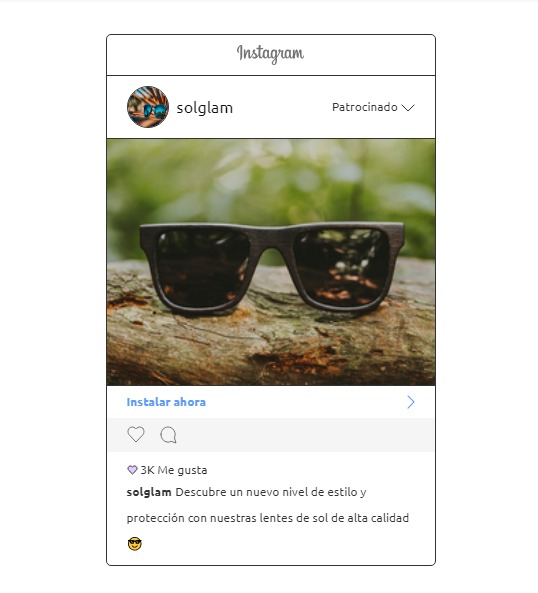 Instagram
solglam
Patrocinado
Instalar ahora
3K Me gusta
solglam Descubre un nuevo nivel de estilo y
protección con nuestras lentes de sol de alta calidad
😎